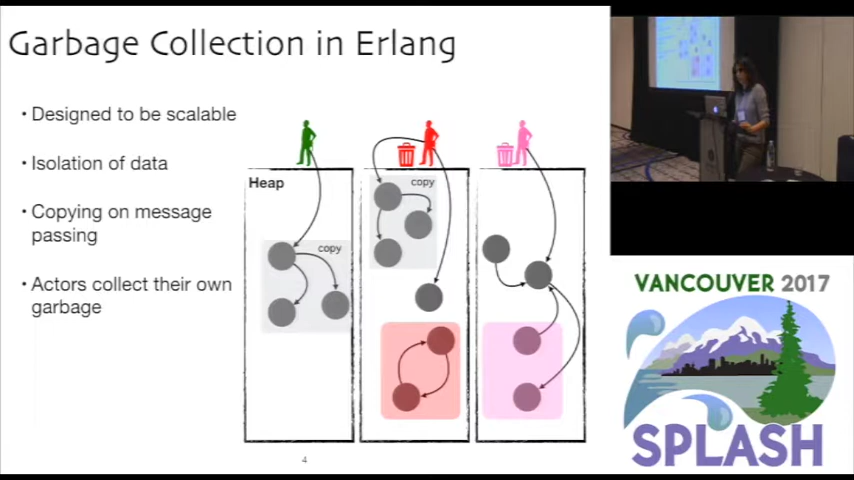 Garbage Collection in Erlang
• Designed to be scalable
• Isolation of data
• Copying on message
passing
• Actors collect their own
garbage
Heap
copy
copy
4
VANCOUVER 2017
SPLASH